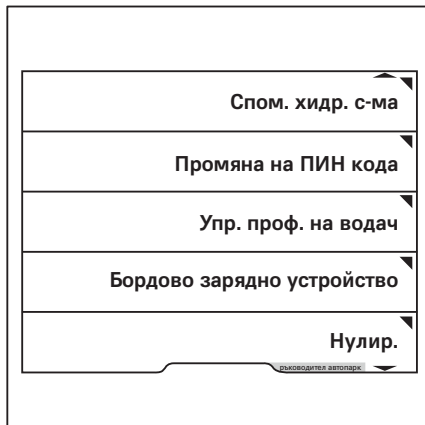 Спом. хидр. с-ма
Промяна на ПИН кода
Упр. проф. на водач
Бордово зарядно устройство
Нулир.
ръководител автопарк